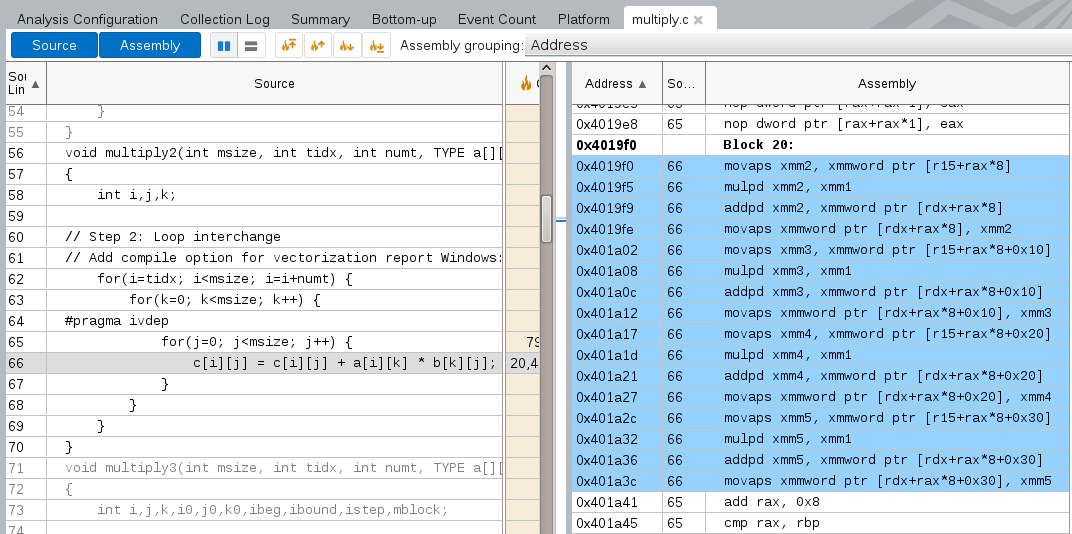 Analysis Configuration Collection Log Summary Bottom-up Event Count Platform multiply.c
Source Assembly Assembly grouping: Address
Source
54 }
55 }
56 void multiply2(int msize, int tidx, int numt, TYPE a[][
57 {
58 int i,j,k;
59
60 // Step 2: Loop interchange
61 // Add compile option for vectorization report Windows:
62 for(i=tidx; i<msize; i=i+numt) {
63 for(k=0; k<msize; k++) {
64 #pragma ivdep
65 for(j=0; j<msize; j++) { 79
66 c[i][j] = c[i][j] + a[i][k] * b[k][j]; 20,4
67 }
68 }
69 }
70 }
71 void multiply3(int msize, int tidx, int numt, TYPE a[][
72 {
73 int i,j,k,i0,j0,k0,ibeg,ibound,istep,mblock;
74
Address So... Assembly
0x4019e8 65 nop dword ptr [rax+rax*1], eax
0x4019f0 Block 20:
0x4019f0 66 movaps xmm2, xmmword ptr [r15+rax*8]
0x4019f5 66 mulpd xmm2, xmm1
0x4019f9 66 addpd xmm2, xmmword ptr [rdx+rax*8]
0x4019fe 66 movaps xmmword ptr [rdx+rax*8], xmm2
0x401a02 66 movaps xmm3, xmmword ptr [r15+rax*8+0x10]
0x401a08 66 mulpd xmm3, xmm1
0x401a0c 66 addpd xmm3, xmmword ptr [rdx+rax*8+0x10]
0x401a12 66 movaps xmmword ptr [rdx+rax*8+0x10], xmm3
0x401a17 66 movaps xmm4, xmmword ptr [r15+rax*8+0x20]
0x401a1d 66 mulpd xmm4, xmm1
0x401a21 66 addpd xmm4, xmmword ptr [rdx+rax*8+0x20]
0x401a27 66 movaps xmmword ptr [rdx+rax*8+0x20], xmm4
0x401a2c 66 movaps xmm5, xmmword ptr [r15+rax*8+0x30]
0x401a32 66 mulpd xmm5, xmm1
0x401a36 66 addpd xmm5, xmmword ptr [rdx+rax*8+0x30]
0x401a3c 66 movaps xmmword ptr [rdx+rax*8+0x30], xmm5
0x401a41 65 add rax, 0x8
0x401a45 65 cmp rax, rbp